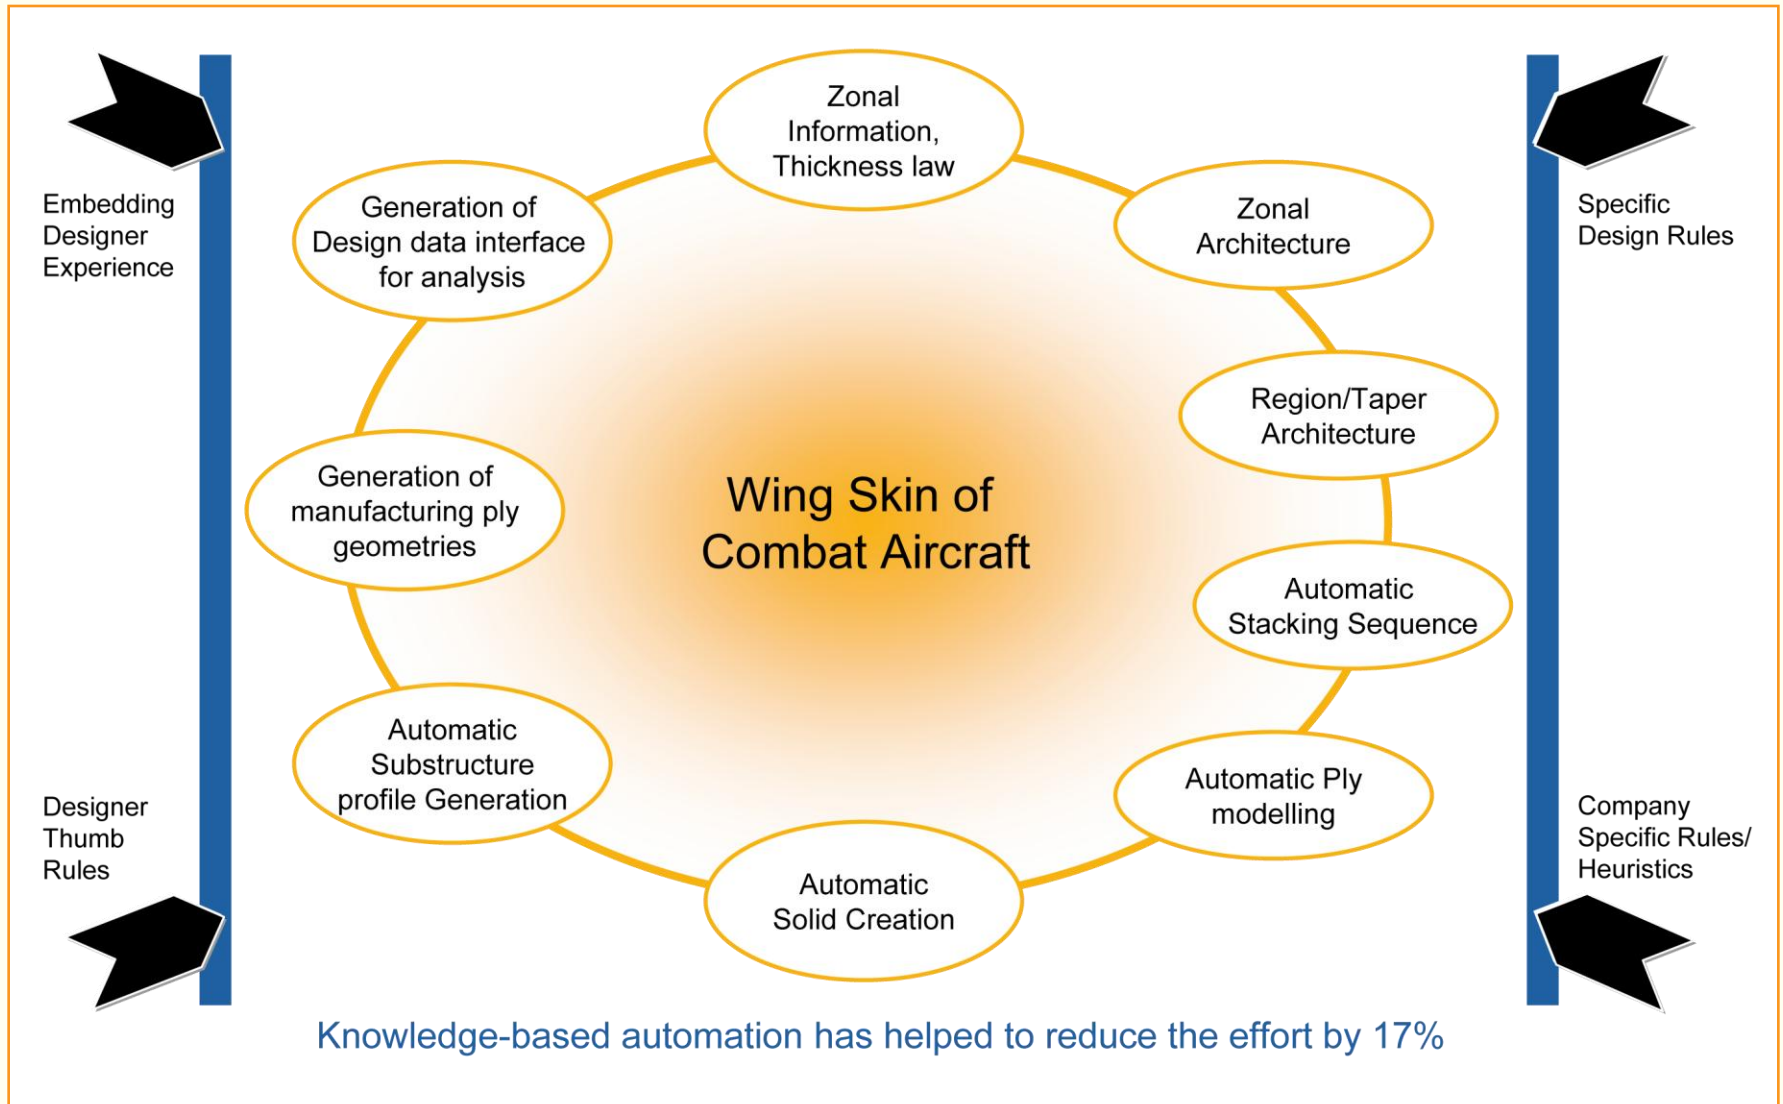 Zonal
Information,
Thickness law
Generation of
Design data interface
for analysis
Zonal
Architecture
Embedding
Designer
Experience
Specific
Design Rules
Region/Taper
Architecture
Generation of
manufacturing ply
geometries
Wing Skin of
Combat Aircraft
Automatic
Stacking Sequence
Automatic
Substructure
profile Generation
Automatic Ply
modelling
Designer
Thumb
Rules
Company
Specific Rules/
Heuristics
Automatic
Solid Creation
Knowledge-based automation has helped to reduce the effort by 17%